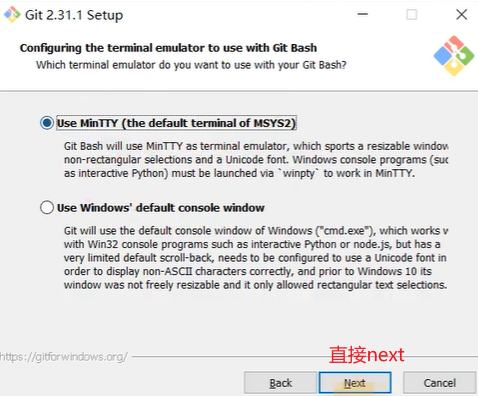 Git 2.31.1 Setup
Configuring the terminal emulator to use with Git Bash
Which terminal emulator do you want to use with your Git Bash?
Use MinTTY (the default terminal of MSYS2)
Git Bash will use MinTTY as terminal emulator, which sports a resizable window
non-rectangular selections and a Unicode font. Windows console programs (suc
as interactive Python) must be launched via `winpty` to work in MinTTY.
Use Windows' default console window
Git will use the default console window of Windows ("cmd.exe"), which works w
with Win32 console programs such as interactive Python or node.js, but has a
very limited default scroll-back, needs to be configured to use a Unicode font in
order to display non-ASCII characters correctly, and prior to Windows 10 its
window was not freely resizable and it only allowed rectangular text selections.
https://gitforwindows.org/
直接next
Back Next Cancel